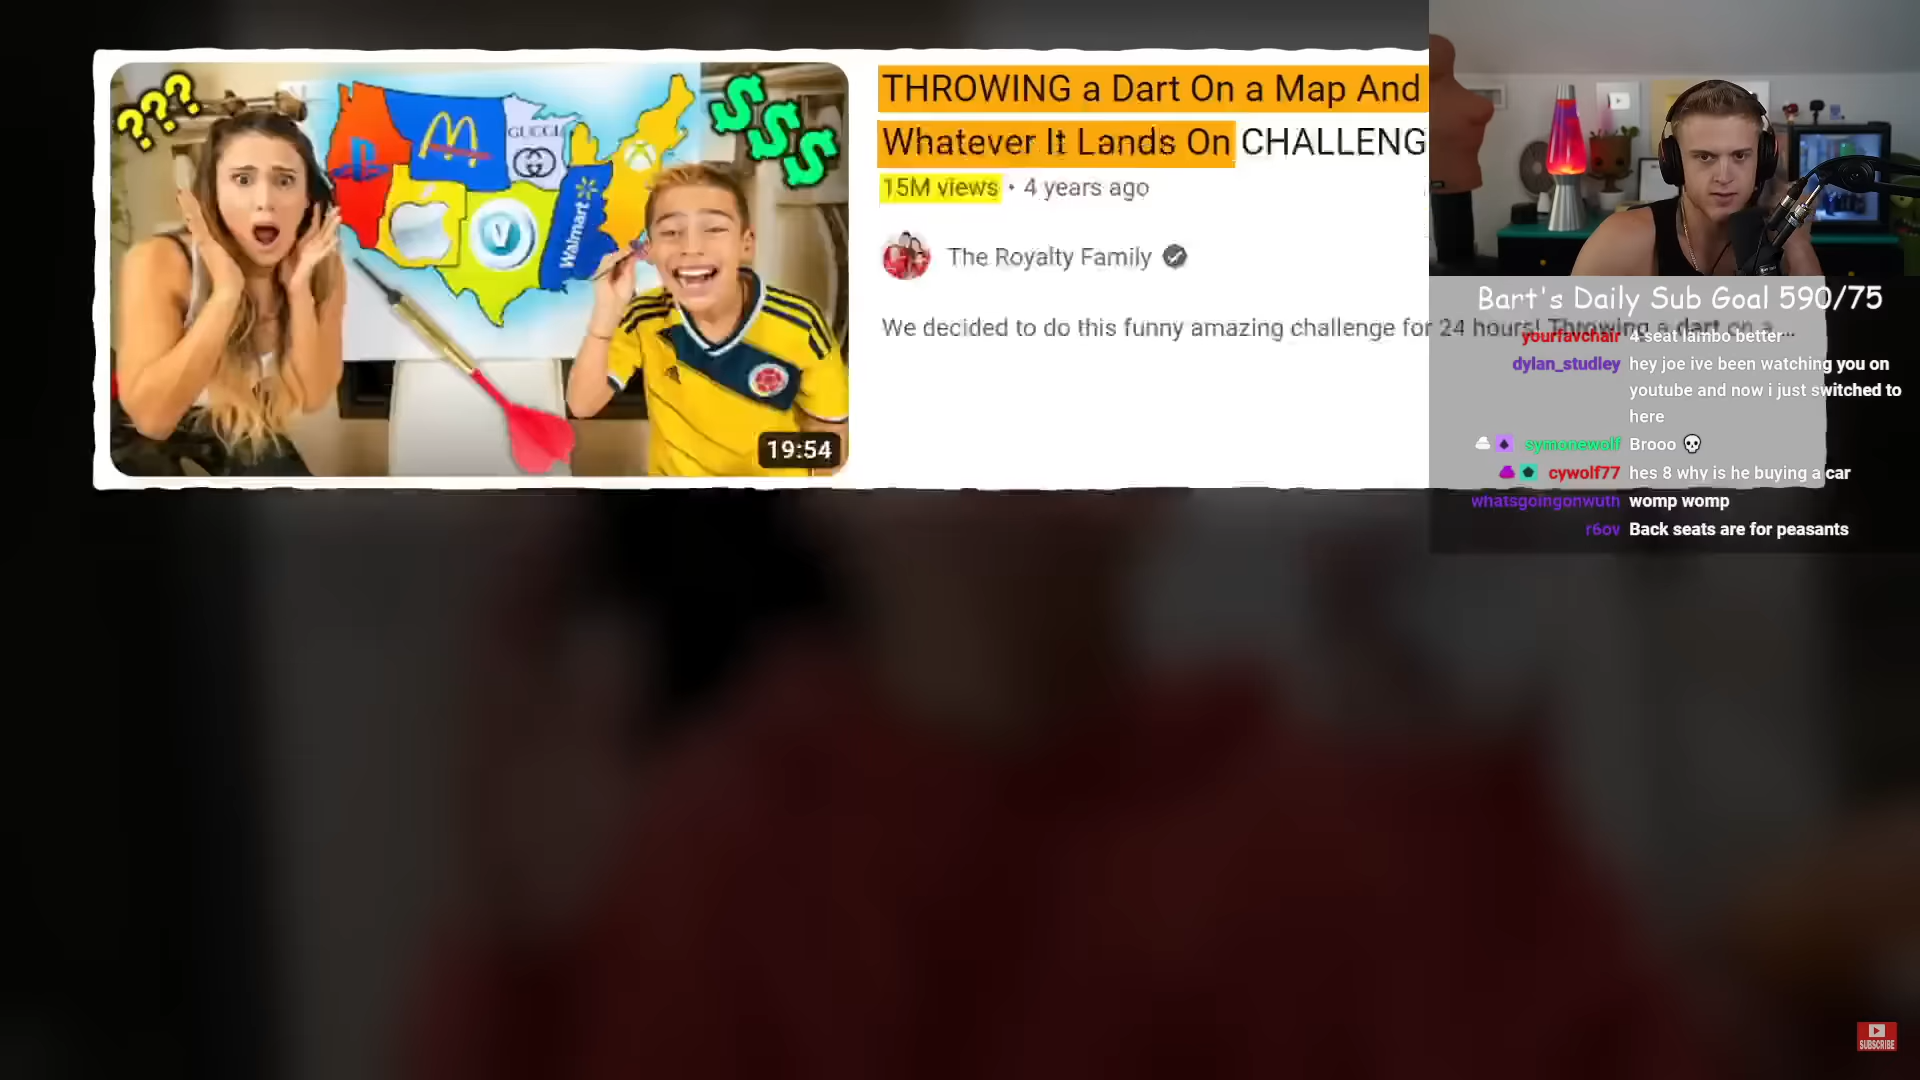 ???
GUCCI
Walmart
$$$
19:54
THROWING a Dart On a Map And
Whatever It Lands On CHALLENG
15M views • 4 years ago
The Royalty Family
We decided to do this funny amazing challenge for 24 hours! Throwing a dart on a ...
Bart's Daily Sub Goal 590/75
yourfavchair 4 seat lambo better
dylan_studley hey joe ive been watching you on
youtube and now i just switched to
here
symonewolf Brooo 💀
cywolf77 hes 8 why is he buying a car
whatsgoingonwuth womp womp
r6ov Back seats are for peasants
SUBSCRIBE